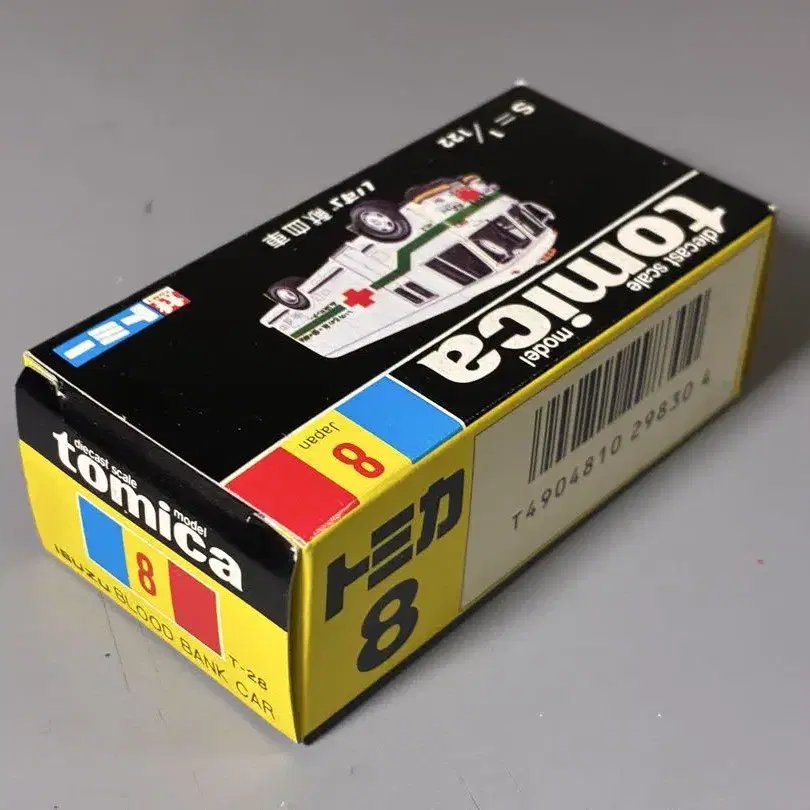 S=1/122
いすゞ献血車
トミー
diecast scale
model
tomica
8
Japan
T4904810 29830 4
トミカ
8
diecast scale
model
tomica
8
T-28
ISUZU BLOOD BANK CAR